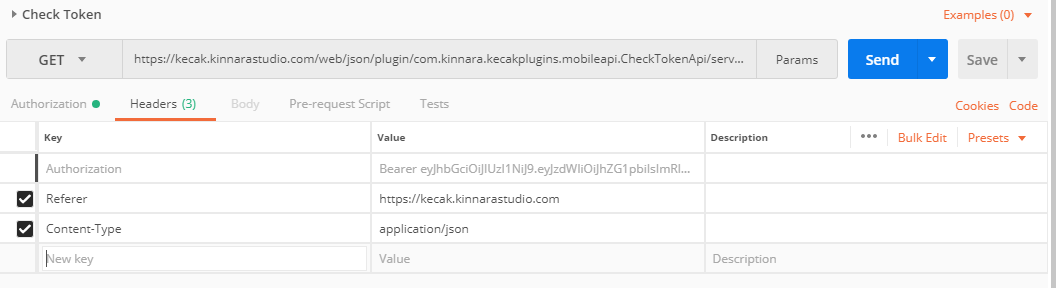 Check Token
Examples (0)
GET https://kecak.kinnarastudio.com/web/json/plugin/com.kinnara.kecakplugins.mobileapi.CheckTokenApi/serv... Params Send Save
Authorization Headers (3) Body Pre-request Script Tests Cookies Code
Key Value Description ••• Bulk Edit Presets
Authorization Bearer eyJhbGciOiJIUzI1NiJ9.eyJzdWIiOiJhZG1pbiIsImRl...
Referer https://kecak.kinnarastudio.com
Content-Type application/json
New key Value Description